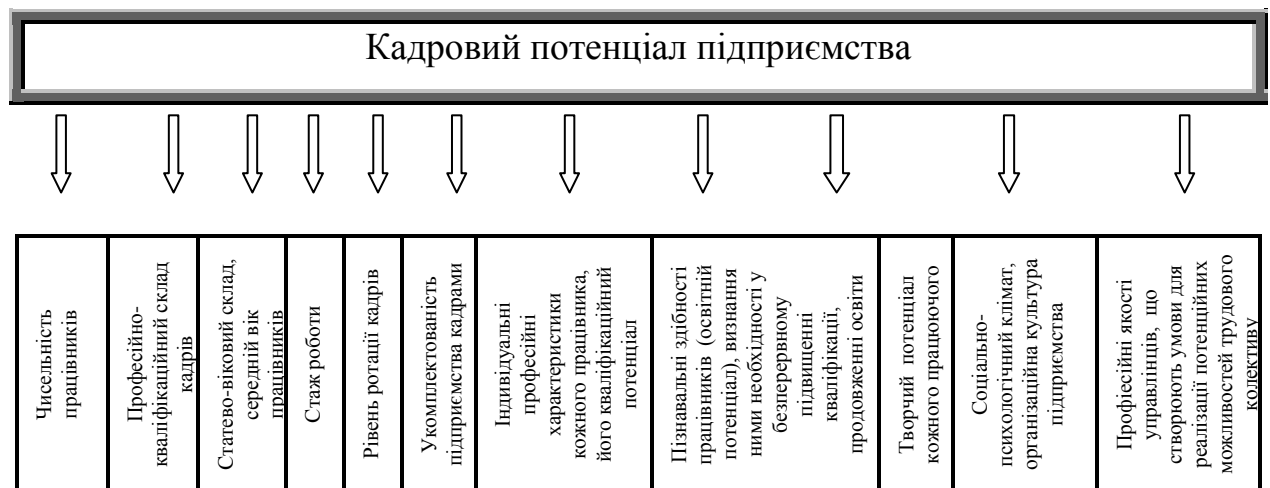 Кадровий потенціал підприємства
Чисельність
працівників
Професійно-
кваліфікаційний склад
кадрів
Статево-віковий склад,
середній вік
працівників
Стаж роботи
Рівень ротації кадрів
Укомплектованість
підприємства кадрами
Індивідуальні
професійні
характеристики
кожного працівника,
його кваліфікаційний
потенціал
Пізнавальні здібності
працівників (освітній
потенціал), визнання
ними необхідності у
безперервному
підвищенні
кваліфікації,
продовженні освіти
Творчий потенціал
кожного працюючого
Соціально-
психологічний клімат,
організаційна культура
підприємства
Професійні якості
управлінців, що
створюють умови для
реалізації потенційних
можливостей трудового
колективу